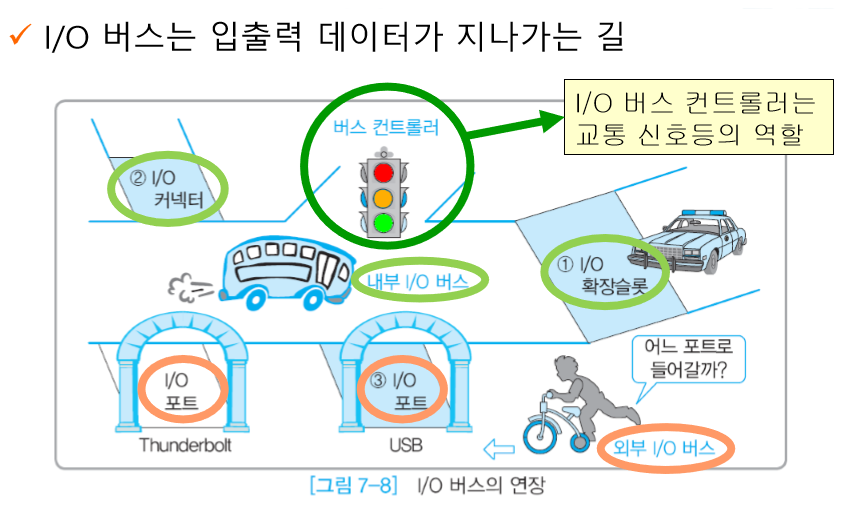 ✓ I/O 버스는 입출력 데이터가 지나가는 길
I/O 버스 컨트롤러는
교통 신호등의 역할
버스 컨트롤러
② I/O
커넥터
내부 I/O 버스
① I/O
확장슬롯
I/O
포트
Thunderbolt
③ I/O
포트
USB
어느 포트로
들어갈까?
외부 I/O 버스
[그림 7-8] I/O 버스의 연장